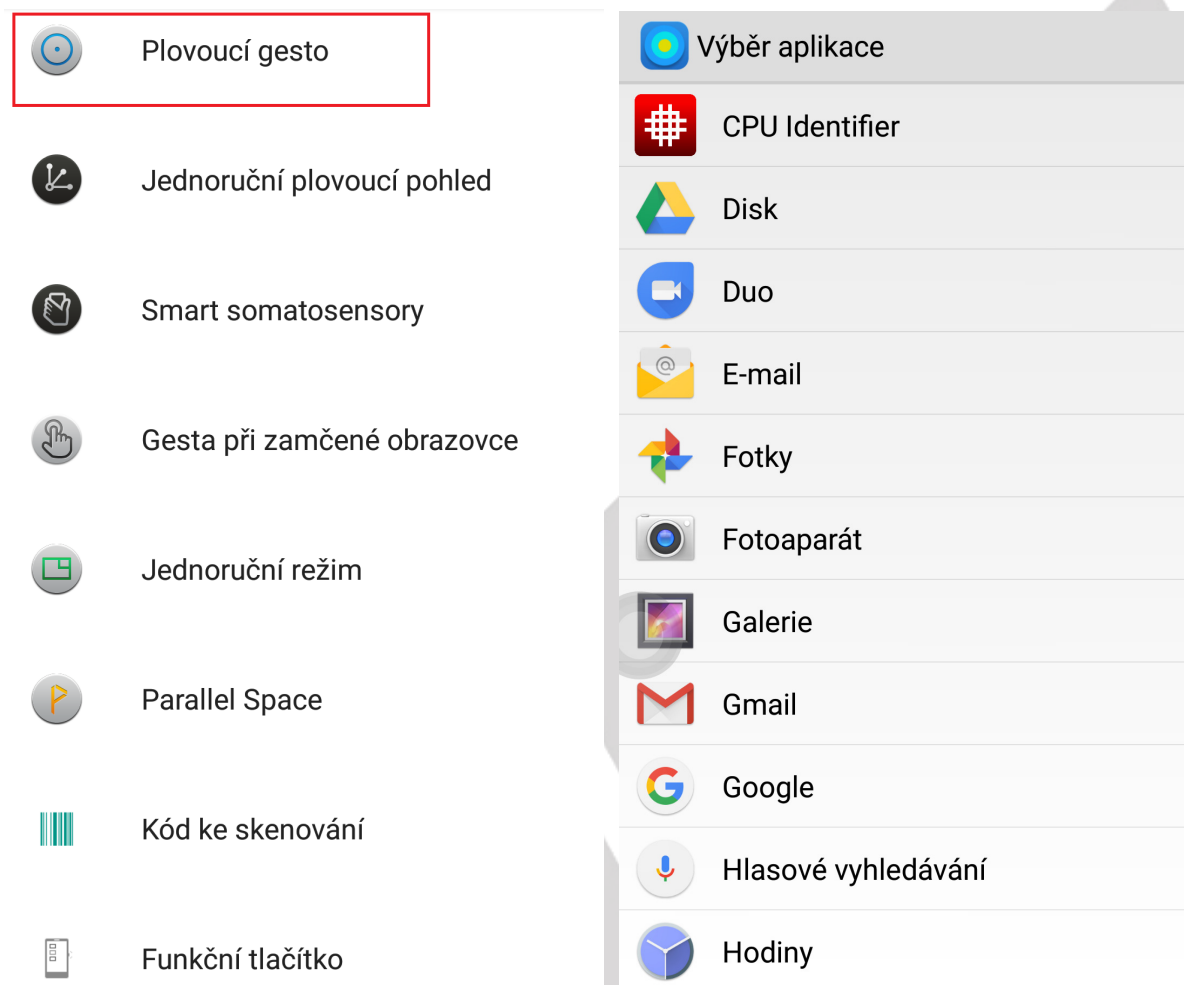 Plovoucí gesto
Jednoruční plovoucí pohled
Smart somatosensory
Gesta při zamčené obrazovce
Jednoruční režim
Parallel Space
Kód ke skenování
Funkční tlačítko
Výběr aplikace
CPU Identifier
Disk
Duo
E-mail
Fotky
Fotoaparát
Galerie
Gmail
Google
Hlasové vyhledávání
Hodiny